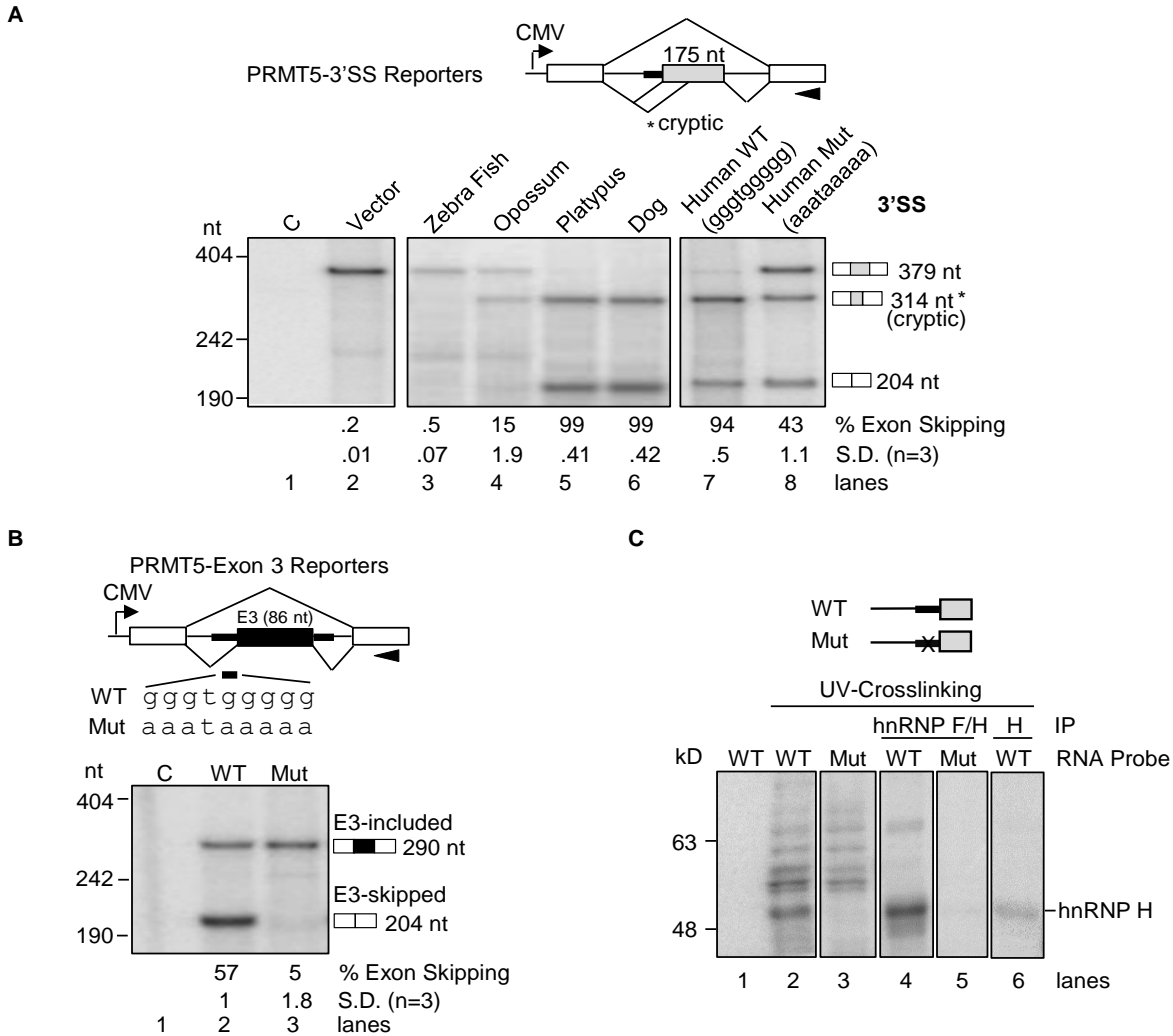 A
CMV
175 nt
PRMT5-3'SS Reporters
* cryptic
C
Vector
Zebra Fish
Opossum
Platypus
Dog
Human WT
(gggtggggg)
Human Mut
(aaataaaaa)
3'SS
nt
404
242
190
379 nt
314 nt *
(cryptic)
204 nt
.2 .5 15 99 99 94 43 % Exon Skipping
.01 .07 1.9 .41 .42 .5 1.1 S.D. (n=3)
1 2 3 4 5 6 7 8 lanes
B
PRMT5-Exon 3 Reporters
CMV
E3 (86 nt)
WT gggtggggg
Mut aaataaaaa
nt C WT Mut
404
242
190
E3-included
290 nt
E3-skipped
204 nt
57 5 % Exon Skipping
1 1.8 S.D. (n=3)
1 2 3 lanes
C
WT
Mut
X
UV-Crosslinking
hnRNP F/H H IP
kD WT WT Mut WT Mut WT RNA Probe
63
48
hnRNP H
1 2 3 4 5 6 lanes